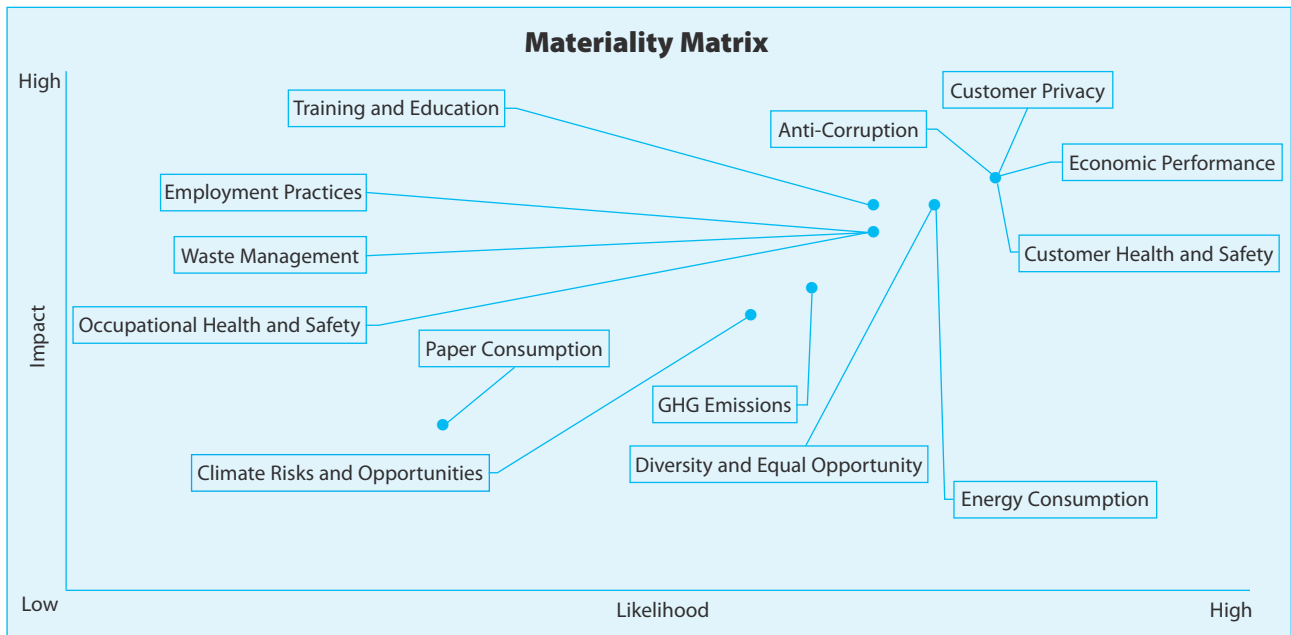 Materiality Matrix
High
Customer Privacy
Training and Education
Anti-Corruption
Economic Performance
Employment Practices
Waste Management
Customer Health and Safety
Occupational Health and Safety
Impact
Paper Consumption
GHG Emissions
Diversity and Equal Opportunity
Climate Risks and Opportunities
Energy Consumption
Low
Likelihood
High